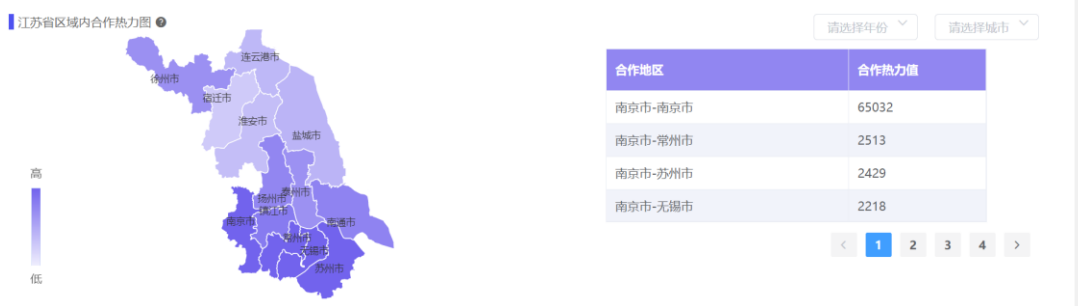 江苏省区域内合作热力图 ?
连云港市
徐州市
宿迁市
淮安市
盐城市
高
泰州市
扬州市
镇江市
南京市
南通市
常州市
无锡市
苏州市
低
请选择年份
请选择城市
合作地区 合作热力值
南京市-南京市 65032
南京市-常州市 2513
南京市-苏州市 2429
南京市-无锡市 2218
< 1 2 3 4 >